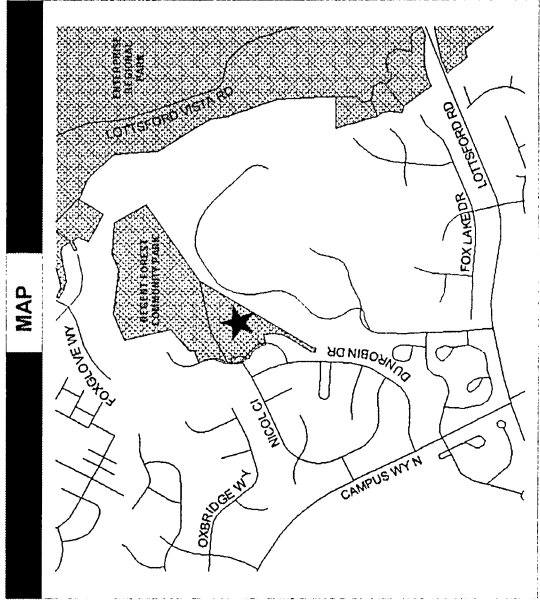 MAP
ENTERPRISE
REGIONAL
PARK
LOTTSFORD VISTA RD
REGENT FOREST
COMMUNITY PARK
FOXGLOVE WY
NICOL CI
DUNROBIN DR
OXBRIDGE WY
CAMPUS WY N
FOX LAKE DR
LOTTSFORD RD